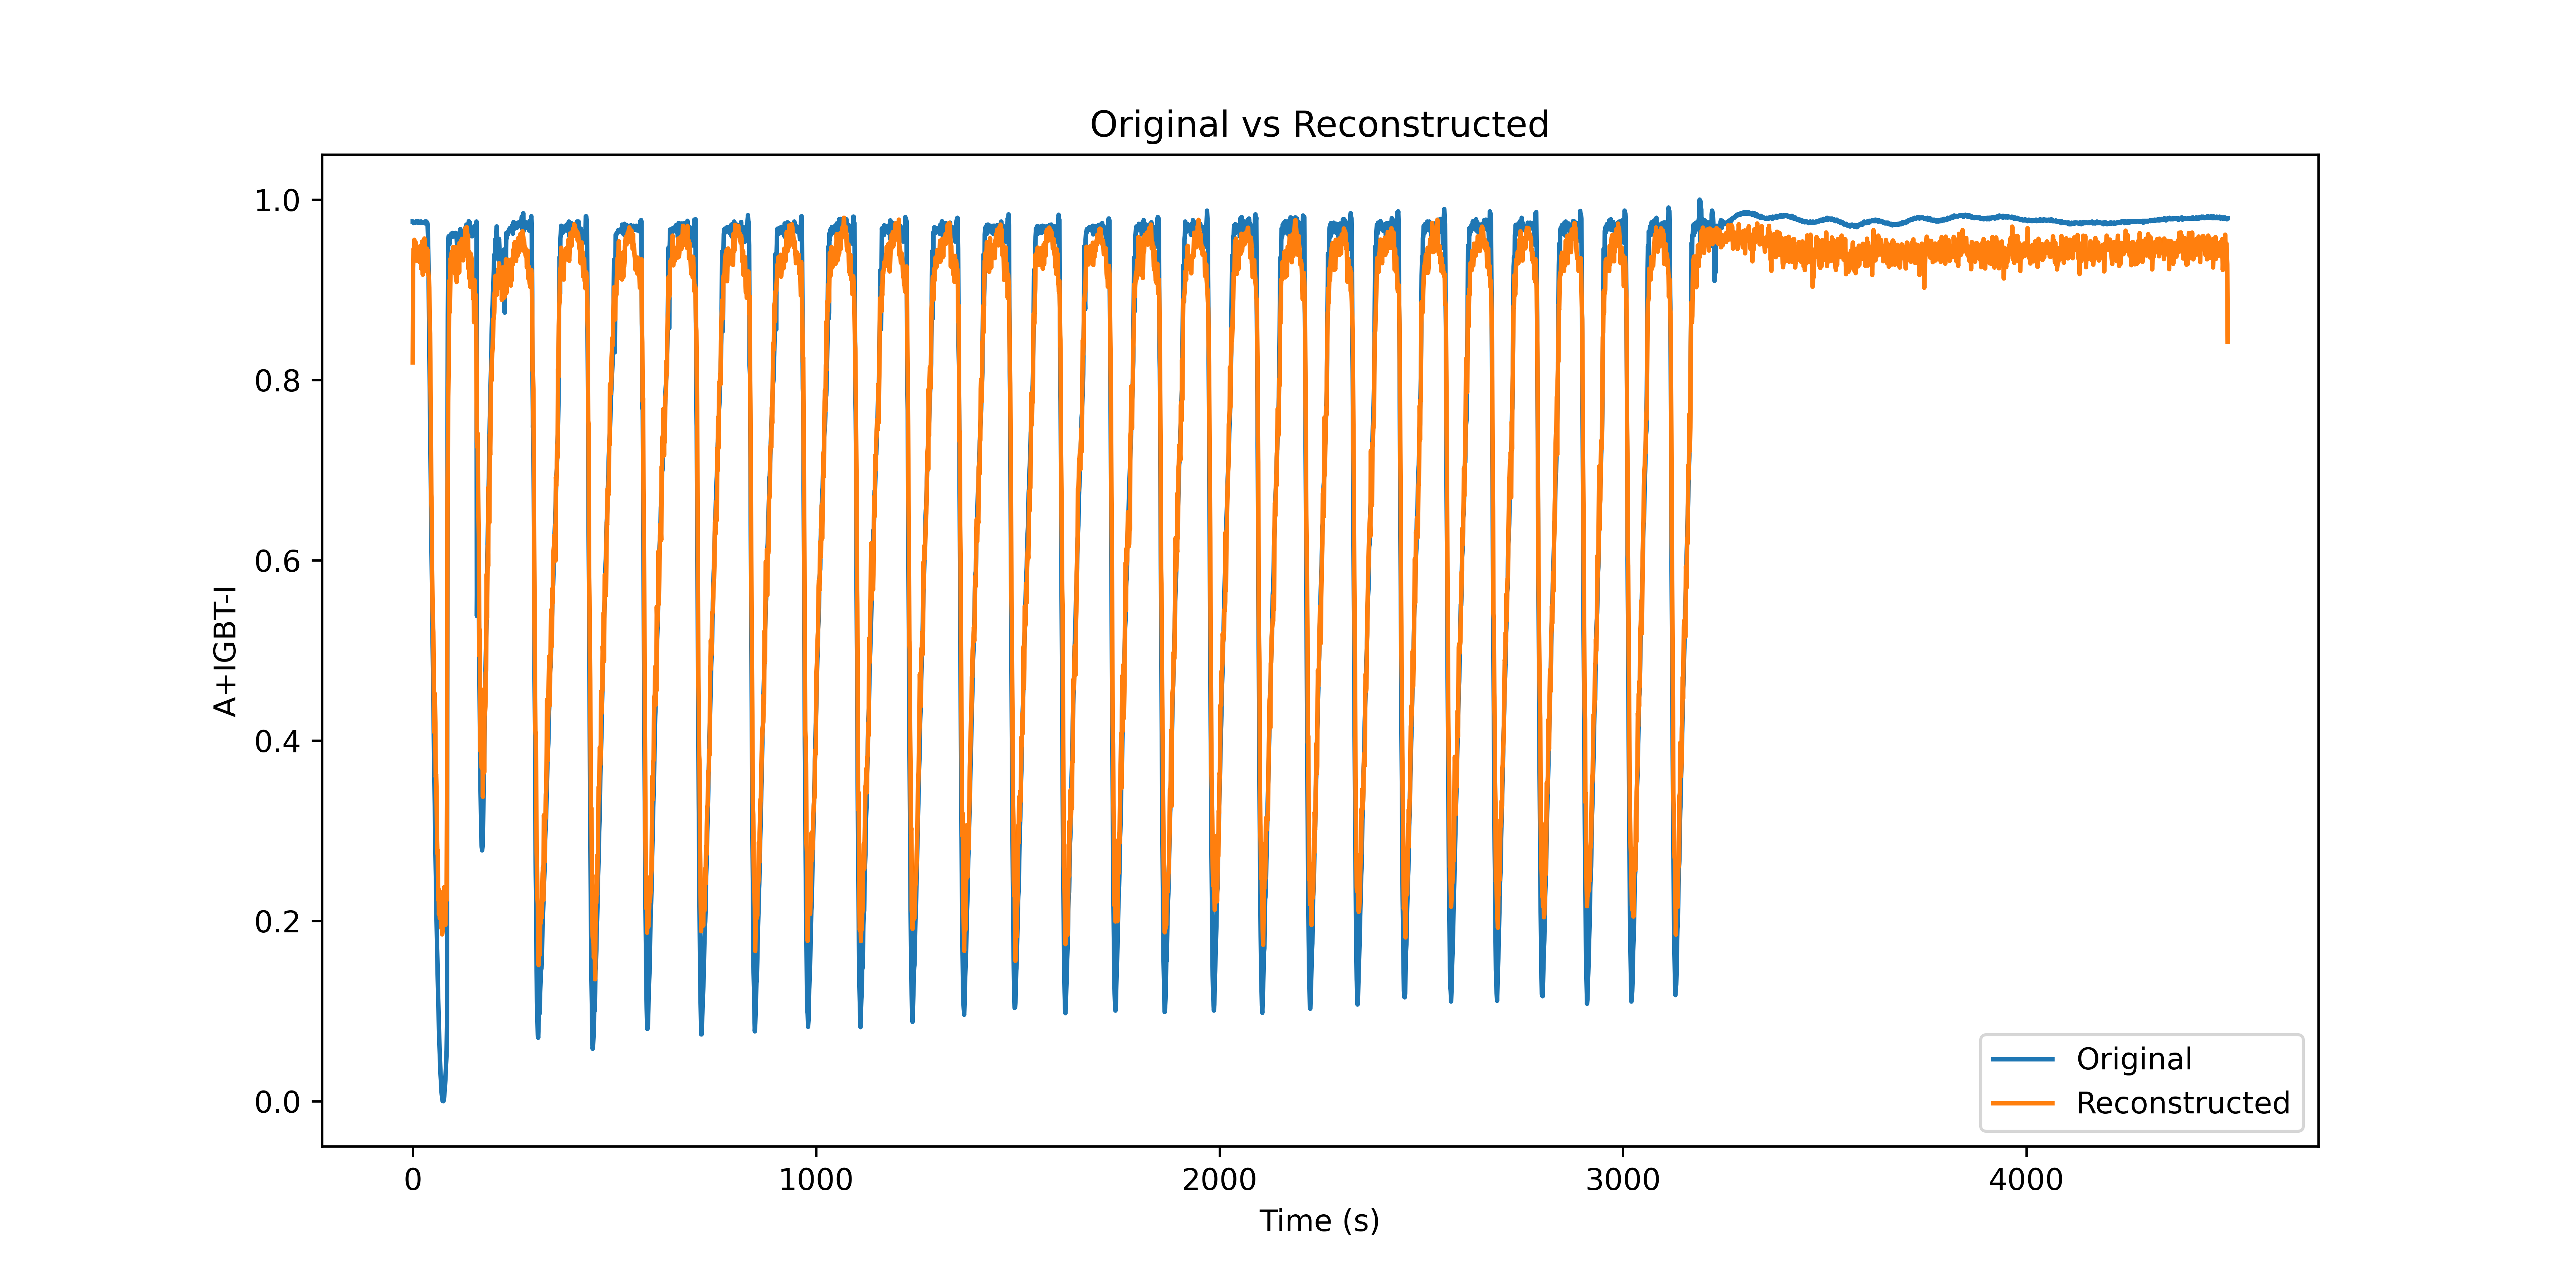 Original vs Reconstructed
1.0
0.8
0.6
0.4
0.2
0.0
A+IGBT-I
0 1000 2000 3000 4000
Time (s)
Original
Reconstructed